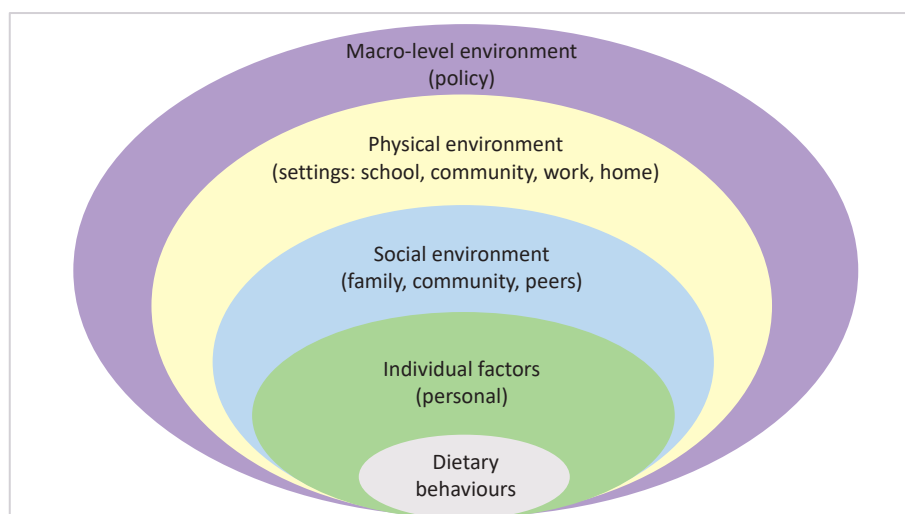 Macro-level environment
(policy)
Physical environment
(settings: school, community, work, home)
Social environment
(family, community, peers)
Individual factors
(personal)
Dietary
behaviours